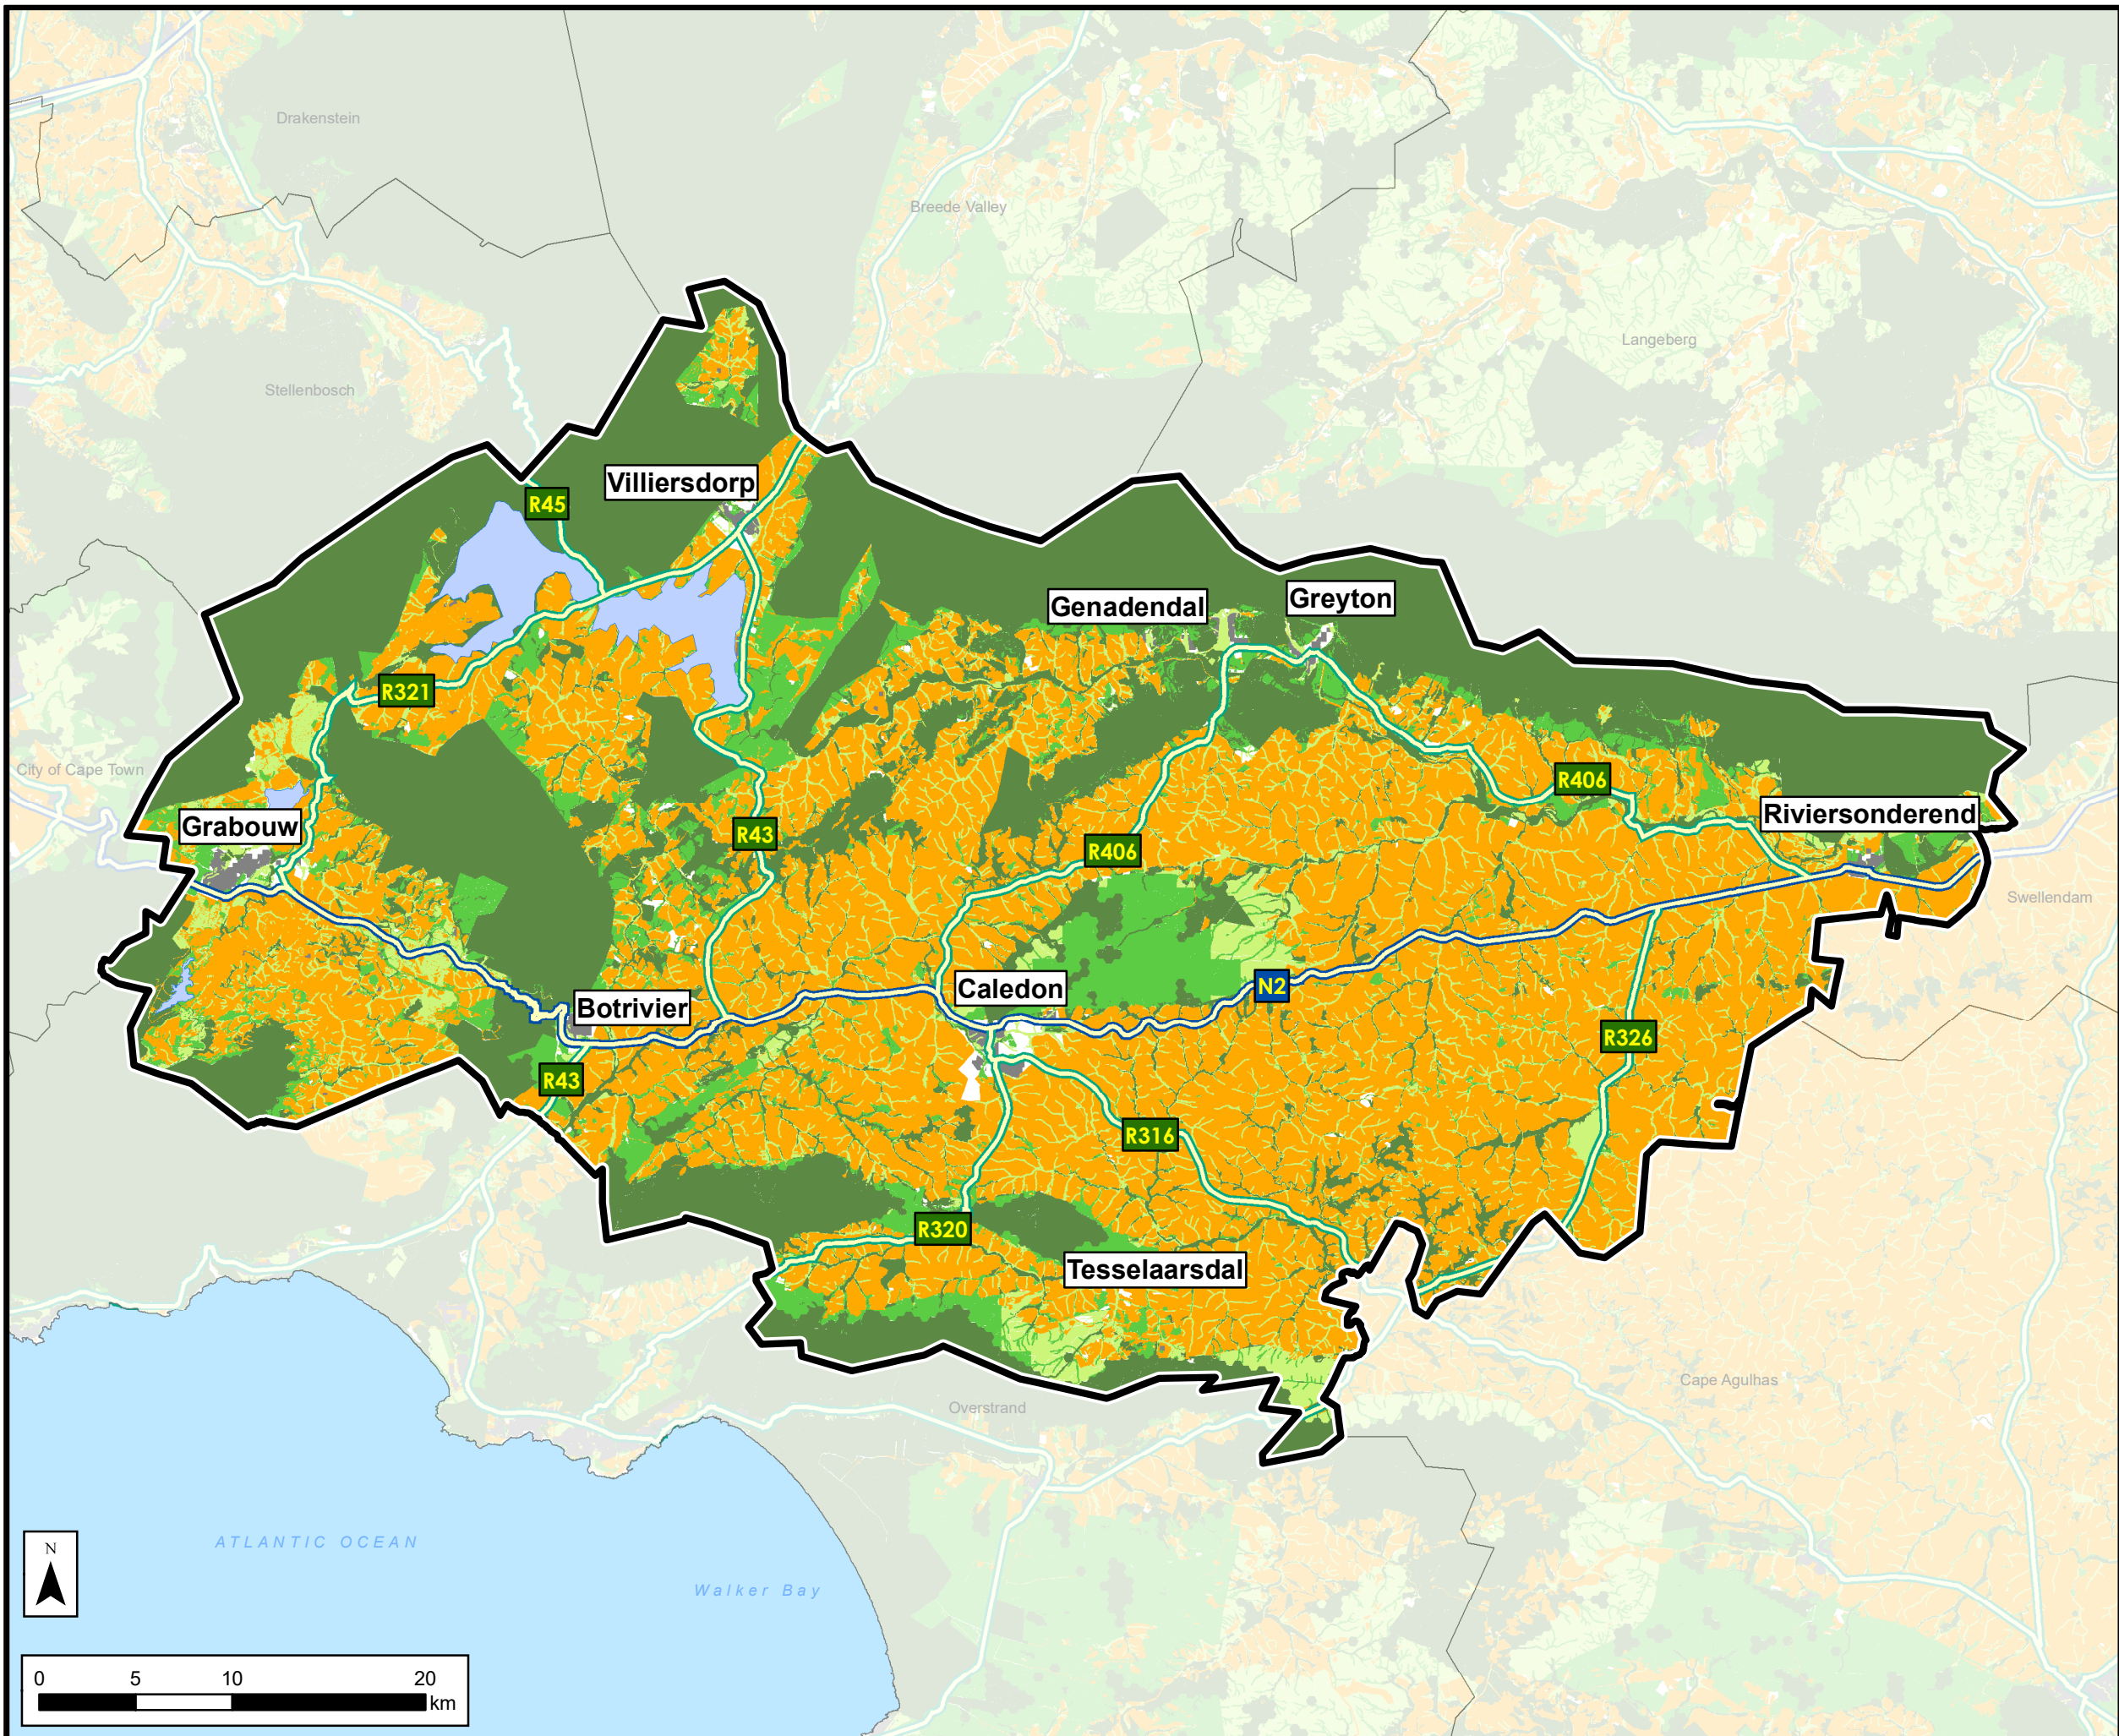 Drakenstein
Breede Valley
Langeberg
Stellenbosch
Villiersdorp
R45
Genadendal
Greyton
R321
City of Cape Town
R406
Riviersonderend
Grabouw
R43
R406
Swellendam
Caledon
N2
Botrivier
R326
R43
R316
R320
Tesselaarsdal
Cape Agulhas
Overstrand
ATLANTIC OCEAN
Walker Bay
N
0 5 10 20
km